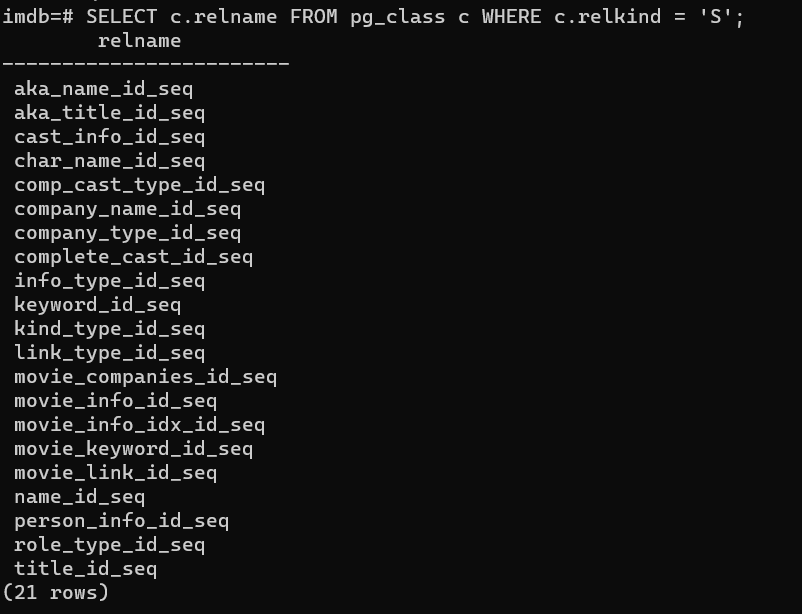 imdb=# SELECT c.relname FROM pg_class c WHERE c.relkind = 'S';
        relname
------------------------
 aka_name_id_seq
 aka_title_id_seq
 cast_info_id_seq
 char_name_id_seq
 comp_cast_type_id_seq
 company_name_id_seq
 company_type_id_seq
 complete_cast_id_seq
 info_type_id_seq
 keyword_id_seq
 kind_type_id_seq
 link_type_id_seq
 movie_companies_id_seq
 movie_info_id_seq
 movie_info_idx_id_seq
 movie_keyword_id_seq
 movie_link_id_seq
 name_id_seq
 person_info_id_seq
 role_type_id_seq
 title_id_seq
(21 rows)